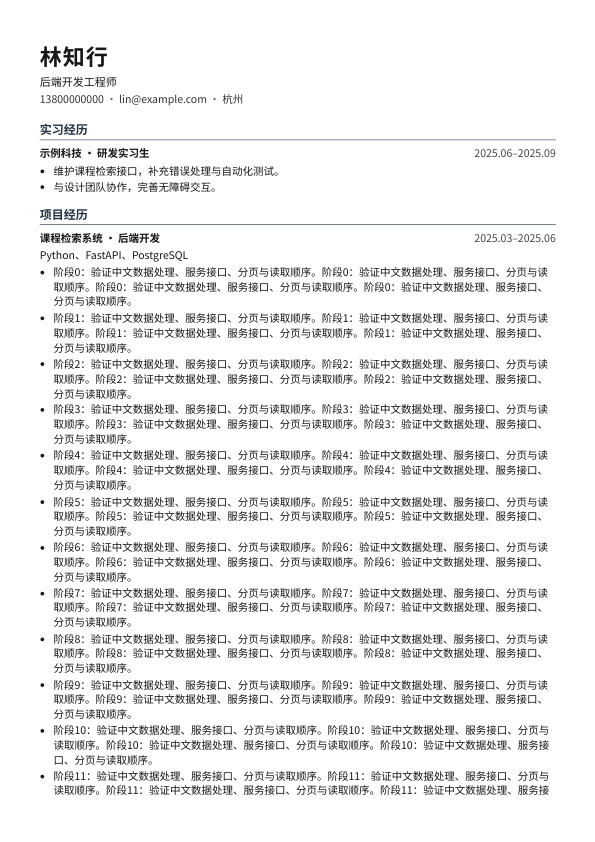 林知行
后端开发工程师
13800000000 · lin@example.com · 杭州
实习经历
示例科技 · 研发实习生 2025.06–2025.09
• 维护课程检索接口，补充错误处理与自动化测试。
• 与设计团队协作，完善无障碍交互。
项目经历
课程检索系统 · 后端开发 2025.03–2025.06
Python、FastAPI、PostgreSQL
• 阶段0：验证中文数据处理、服务接口、分页与读取顺序。阶段0：验证中文数据处理、服务接口、分页与读
取顺序。阶段0：验证中文数据处理、服务接口、分页与读取顺序。阶段0：验证中文数据处理、服务接口、
分页与读取顺序。
• 阶段1：验证中文数据处理、服务接口、分页与读取顺序。阶段1：验证中文数据处理、服务接口、分页与读
取顺序。阶段1：验证中文数据处理、服务接口、分页与读取顺序。阶段1：验证中文数据处理、服务接口、
分页与读取顺序。
• 阶段2：验证中文数据处理、服务接口、分页与读取顺序。阶段2：验证中文数据处理、服务接口、分页与读
取顺序。阶段2：验证中文数据处理、服务接口、分页与读取顺序。阶段2：验证中文数据处理、服务接口、
分页与读取顺序。
• 阶段3：验证中文数据处理、服务接口、分页与读取顺序。阶段3：验证中文数据处理、服务接口、分页与读
取顺序。阶段3：验证中文数据处理、服务接口、分页与读取顺序。阶段3：验证中文数据处理、服务接口、
分页与读取顺序。
• 阶段4：验证中文数据处理、服务接口、分页与读取顺序。阶段4：验证中文数据处理、服务接口、分页与读
取顺序。阶段4：验证中文数据处理、服务接口、分页与读取顺序。阶段4：验证中文数据处理、服务接口、
分页与读取顺序。
• 阶段5：验证中文数据处理、服务接口、分页与读取顺序。阶段5：验证中文数据处理、服务接口、分页与读
取顺序。阶段5：验证中文数据处理、服务接口、分页与读取顺序。阶段5：验证中文数据处理、服务接口、
分页与读取顺序。
• 阶段6：验证中文数据处理、服务接口、分页与读取顺序。阶段6：验证中文数据处理、服务接口、分页与读
取顺序。阶段6：验证中文数据处理、服务接口、分页与读取顺序。阶段6：验证中文数据处理、服务接口、
分页与读取顺序。
• 阶段7：验证中文数据处理、服务接口、分页与读取顺序。阶段7：验证中文数据处理、服务接口、分页与读
取顺序。阶段7：验证中文数据处理、服务接口、分页与读取顺序。阶段7：验证中文数据处理、服务接口、
分页与读取顺序。
• 阶段8：验证中文数据处理、服务接口、分页与读取顺序。阶段8：验证中文数据处理、服务接口、分页与读
取顺序。阶段8：验证中文数据处理、服务接口、分页与读取顺序。阶段8：验证中文数据处理、服务接口、
分页与读取顺序。
• 阶段9：验证中文数据处理、服务接口、分页与读取顺序。阶段9：验证中文数据处理、服务接口、分页与读
取顺序。阶段9：验证中文数据处理、服务接口、分页与读取顺序。阶段9：验证中文数据处理、服务接口、
分页与读取顺序。
• 阶段10：验证中文数据处理、服务接口、分页与读取顺序。阶段10：验证中文数据处理、服务接口、分页与
读取顺序。阶段10：验证中文数据处理、服务接口、分页与读取顺序。阶段10：验证中文数据处理、服务接
口、分页与读取顺序。
• 阶段11：验证中文数据处理、服务接口、分页与读取顺序。阶段11：验证中文数据处理、服务接口、分页与
读取顺序。阶段11：验证中文数据处理、服务接口、分页与读取顺序。阶段11：验证中文数据处理、服务接